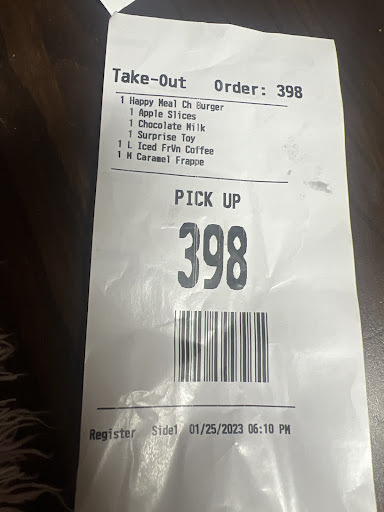 Take-Out Order: 398
1 Happy Meal Ch Burger
1 Apple Slices
1 Chocolate Milk
1 Surprise Toy
1 L Iced FrVn Coffee
1 M Caramel Frappe
PICK UP
398
Register Side1 01/25/2023 06:10 PM